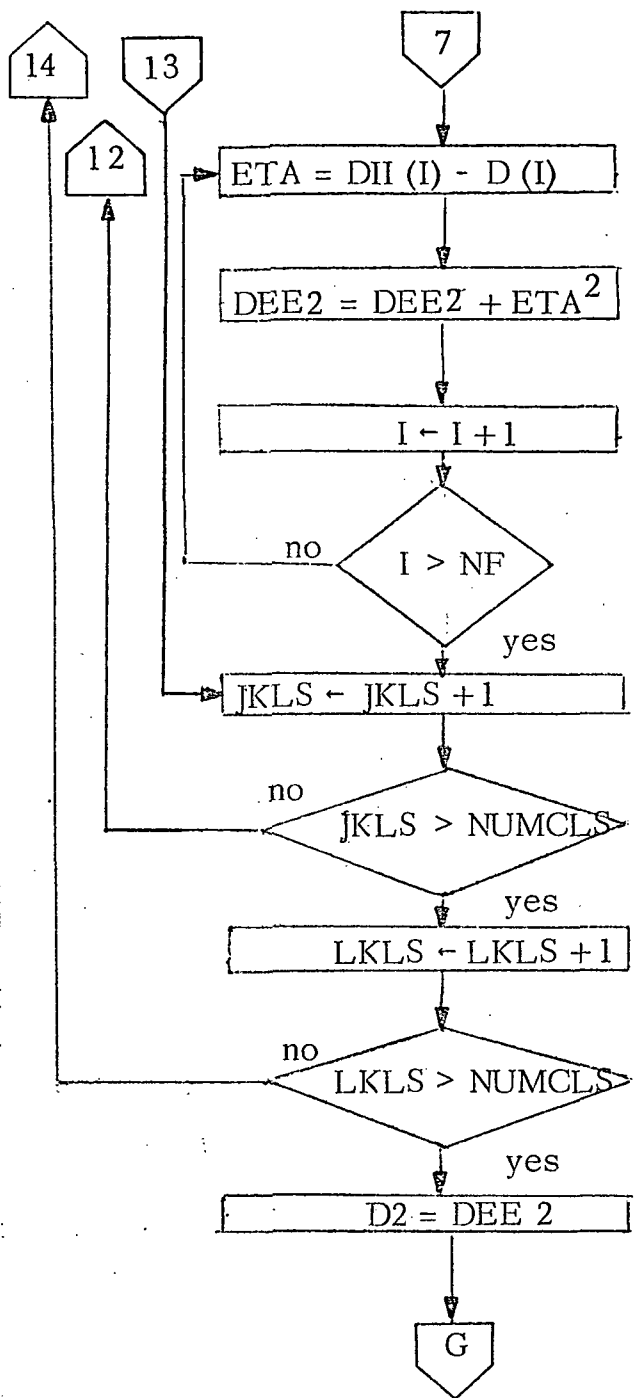 7
14
13
12
ETA = DII (I) - D (I)
DEE2 = DEE2 + ETA²
I ← I + 1
no
I > NF
yes
JKLS ← JKLS + 1
no
JKLS > NUMCLS
yes
LKLS ← LKLS + 1
no
LKLS > NUMCLS
yes
D2 = DEE 2
G